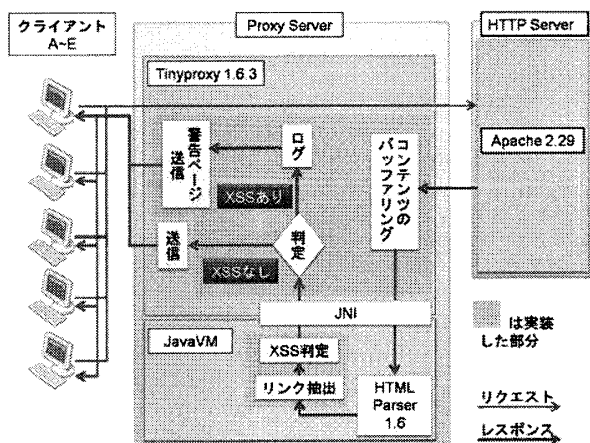 クライアント
A~E
Proxy Server
HTTP Server
Tinyproxy 1.6.3
Apache 2.29
警告ページ
送信
ログ
コンテンツの
バッファリング
XSSあり
送信
判定
XSSなし
JNI
JavaVM
XSS判定
リンク抽出
HTML
Parser
1.6
は実装
した部分
リクエスト
レスポンス